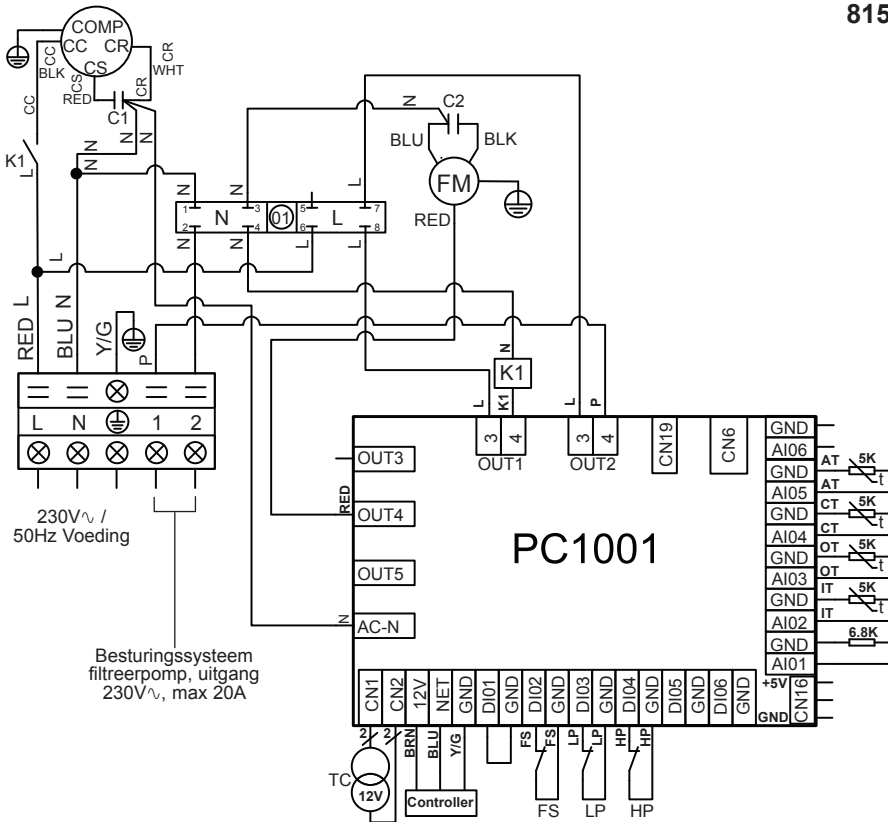 815
COMP
CC CR
CS
CC
BLK
CR
WHT
CS
RED
CR
C1
CC
N
N
N
K1
L
N
N
N
N
L
N
C2
BLU
BLK
FM
RED
1 3 5 7
N 01 L
2 4 6 8
N
N
L
L
L
RED L
BLU N
Y/G
P
L N 1 2
230V∿ /
50Hz Voeding
Besturingssysteem
filtreerpomp, uitgang
230V∿, max 20A
N
K1
L
K1
L
P
3 4
OUT1
3 4
OUT2
CN19
CN6
OUT3
RED
OUT4
OUT5
N
AC-N
PC1001
GND
AI06
GND
AI05
GND
AI04
GND
AI03
GND
AI02
GND
AI01
+5V
GND
CN16
AT
5K
t
AT
CT
5K
t
CT
OT
5K
t
OT
IT
5K
t
IT
6.8K
CN1 CN2 12V NET GND DI01 GND DI02 GND DI03 GND DI04 GND DI05 GND DI06 GND
2 2 BRN BLU Y/G FS FS LP LP HP HP
TC
12V
Controller
FS
LP
HP